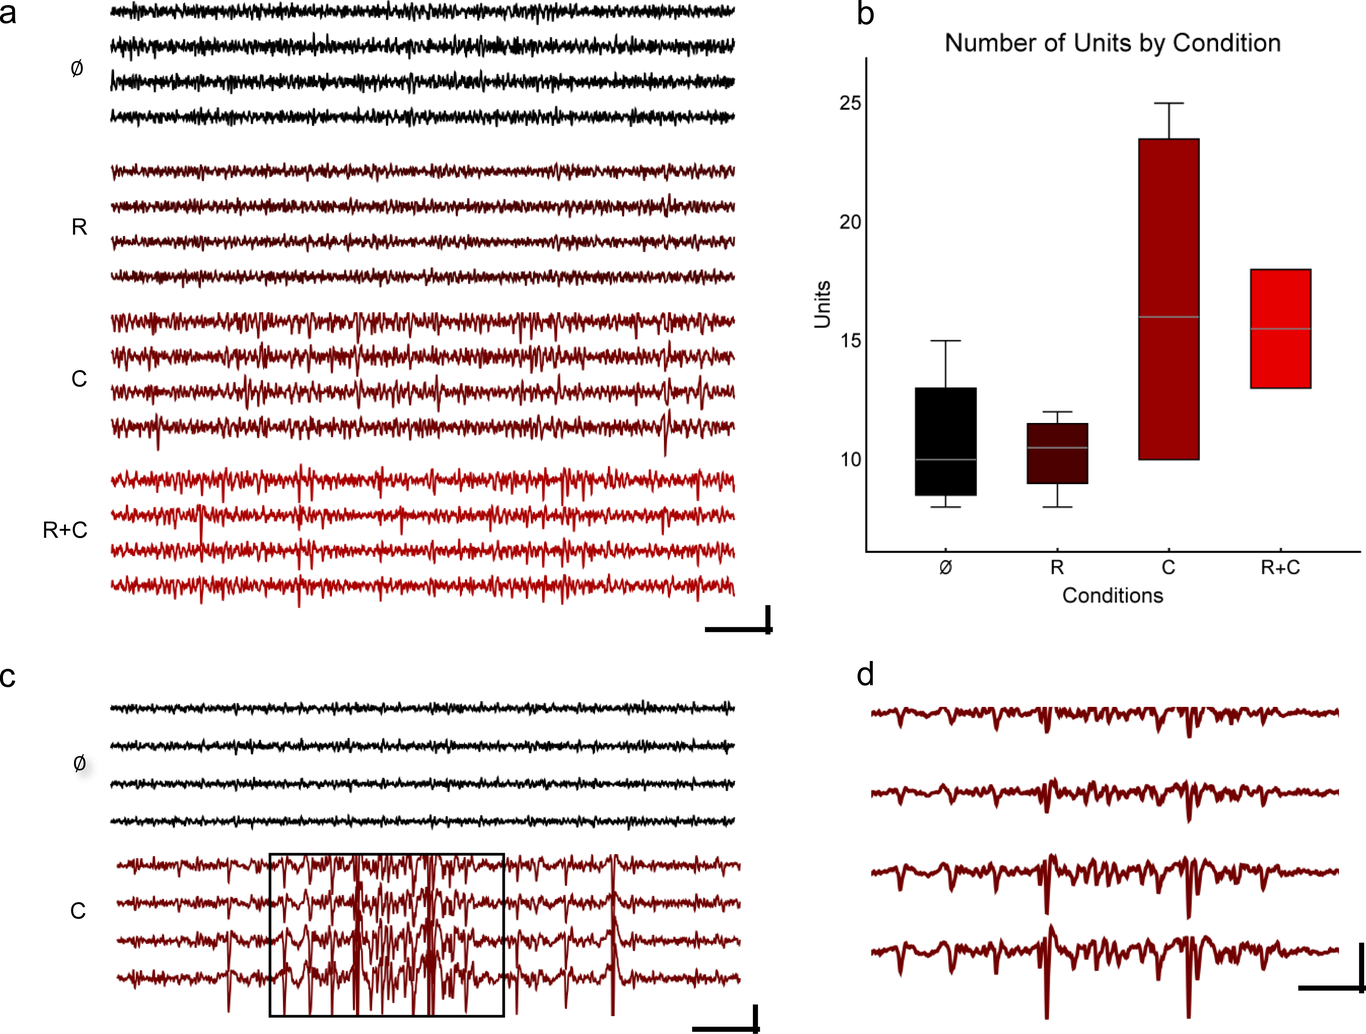 a
Ø
R
C
R+C
b
Number of Units by Condition
25
20
15
10
Units
Ø
R
C
R+C
Conditions
c
Ø
C
d